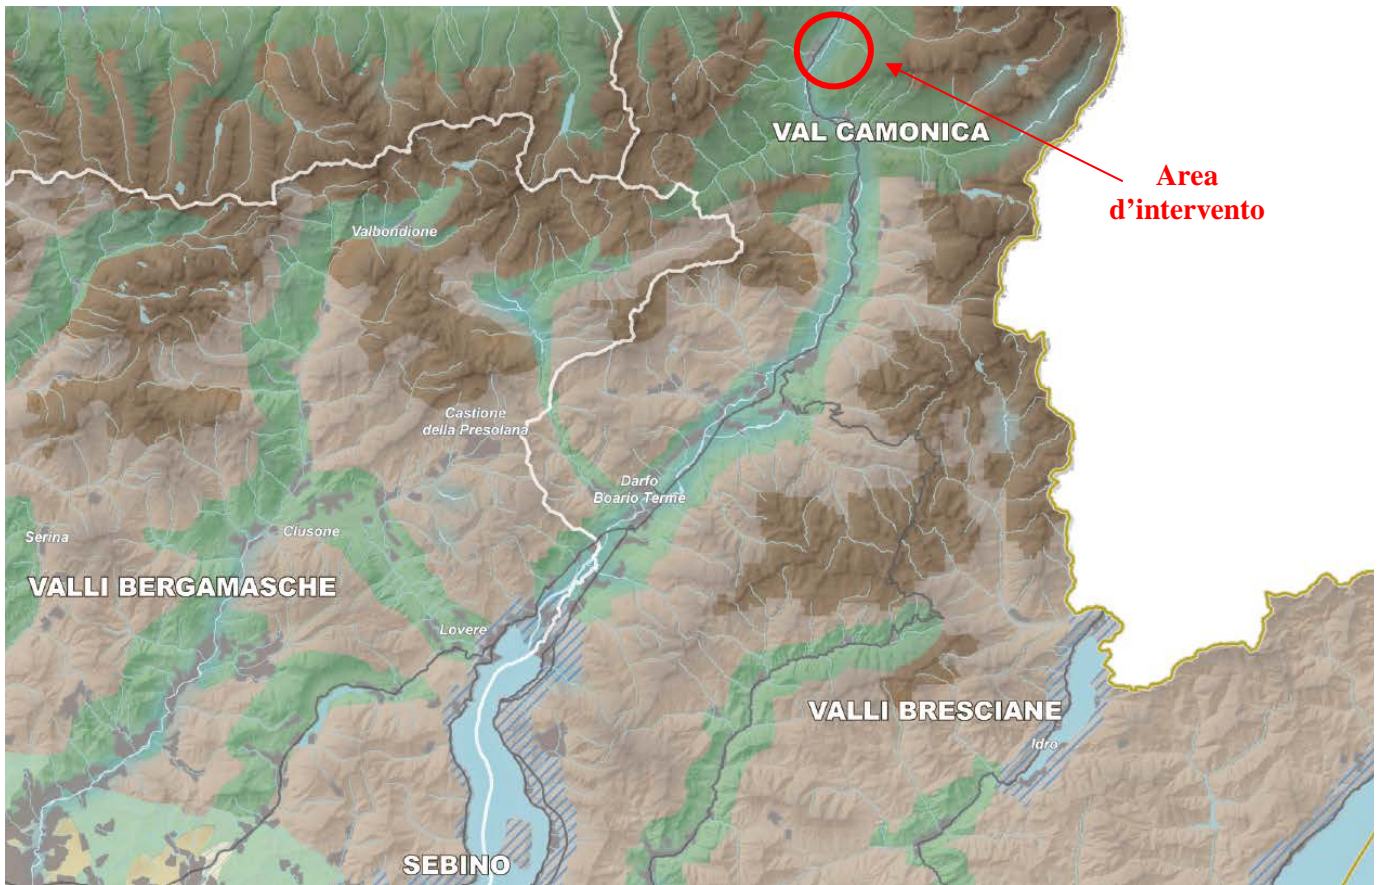 VAL CAMONICA
Area
d'intervento
Valbondione
Castione
della Presolana
Darfo
Boario Terme
Serina
Clusone
VALLI BERGAMASCHE
Lovere
VALLI BRESCIANE
Idro
SEBINO